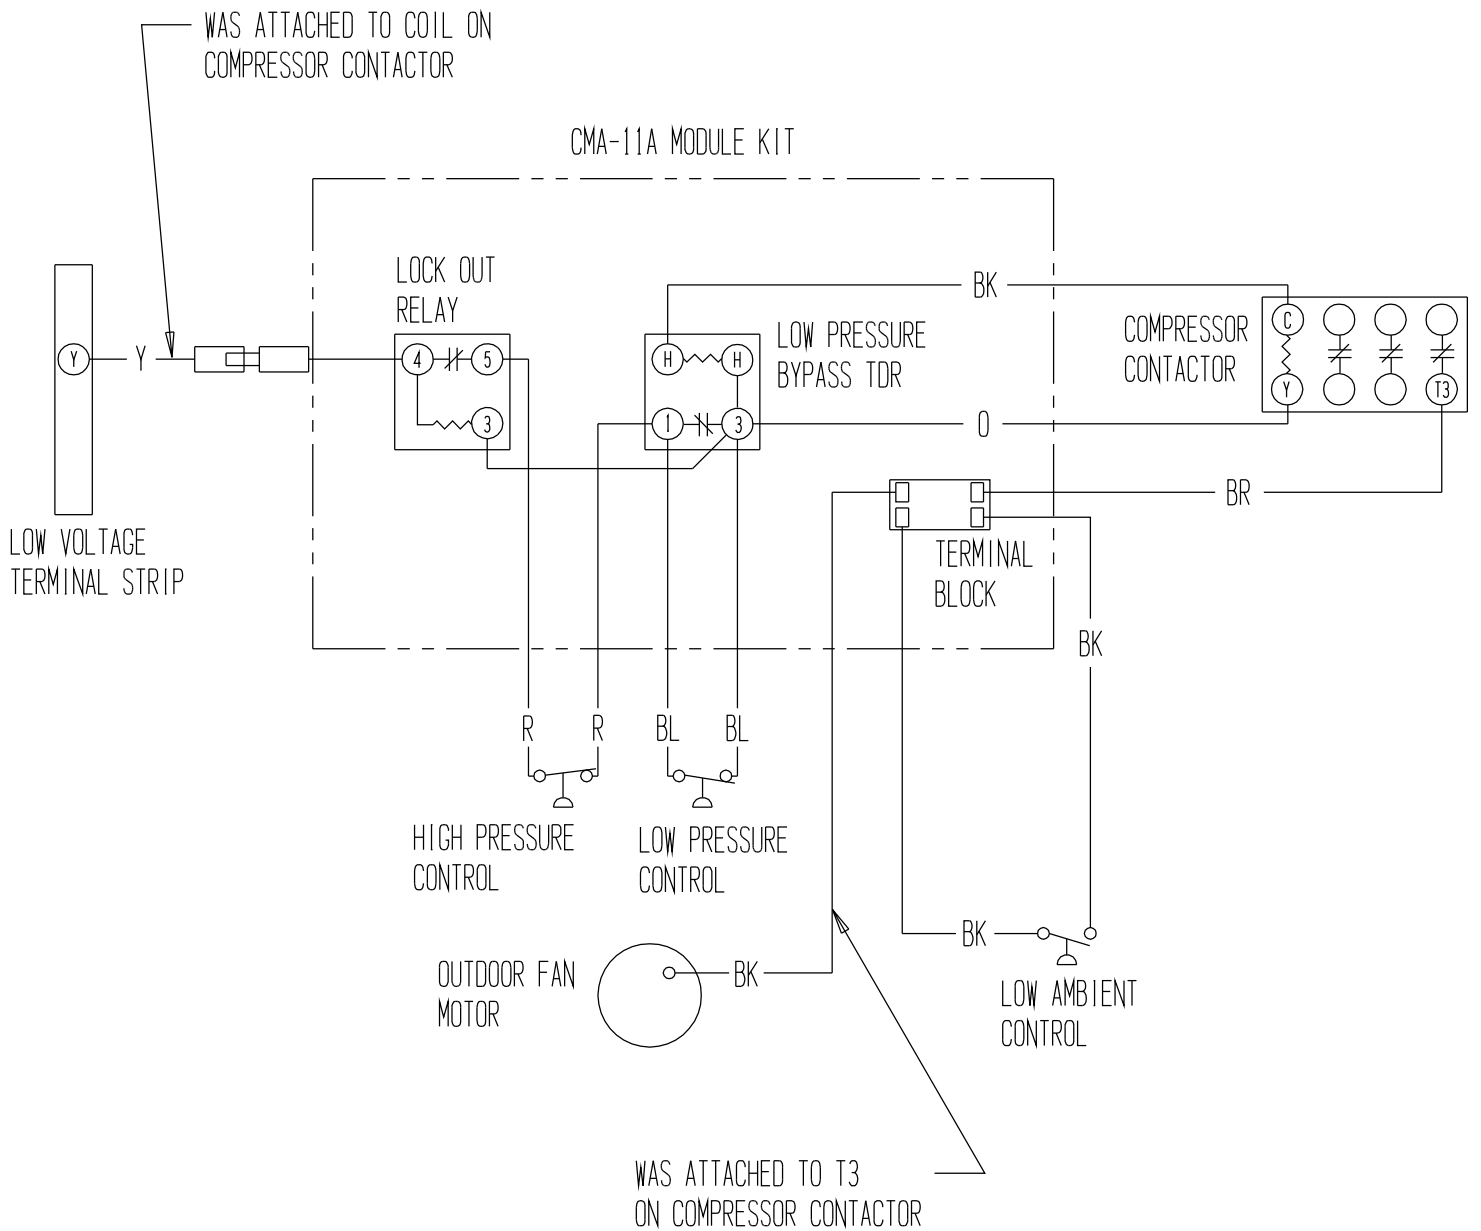 WAS ATTACHED TO COIL ON
COMPRESSOR CONTACTOR
CMA-11A MODULE KIT
LOCK OUT
RELAY
BK
LOW PRESSURE
BYPASS TDR
COMPRESSOR
CONTACTOR
C
Y
Y
4
5
H
H
Y
T3
3
1
3
O
BR
LOW VOLTAGE
TERMINAL STRIP
TERMINAL
BLOCK
BK
R
R
BL
BL
HIGH PRESSURE
CONTROL
LOW PRESSURE
CONTROL
BK
OUTDOOR FAN
MOTOR
BK
LOW AMBIENT
CONTROL
WAS ATTACHED TO T3
ON COMPRESSOR CONTACTOR